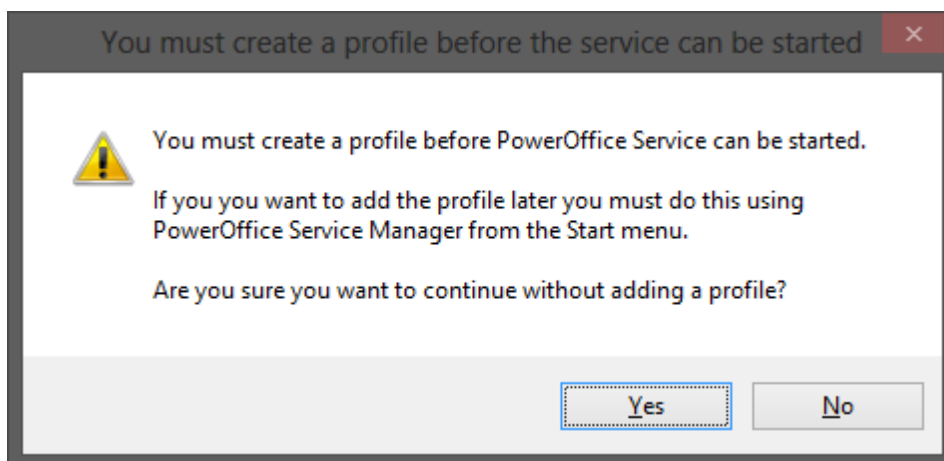 You must create a profile before the service can be started
You must create a profile before PowerOffice Service can be started.
If you you want to add the profile later you must do this using
PowerOffice Service Manager from the Start menu.
Are you sure you want to continue without adding a profile?
Yes
No